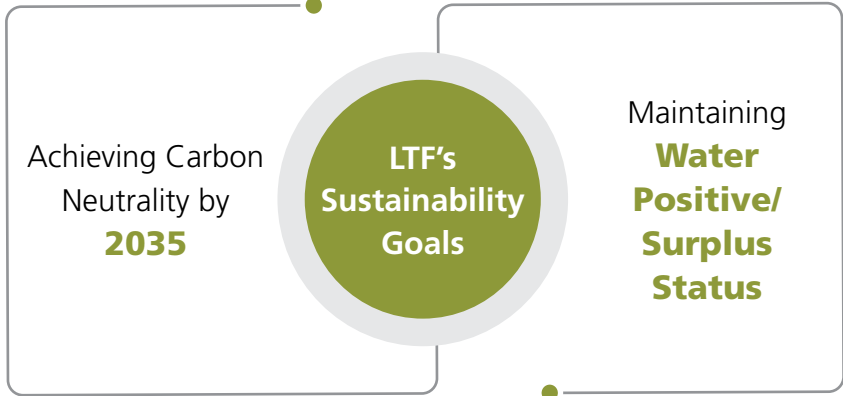 Achieving Carbon
Neutrality by
2035
LTF's
Sustainability
Goals
Maintaining
Water
Positive/
Surplus
Status